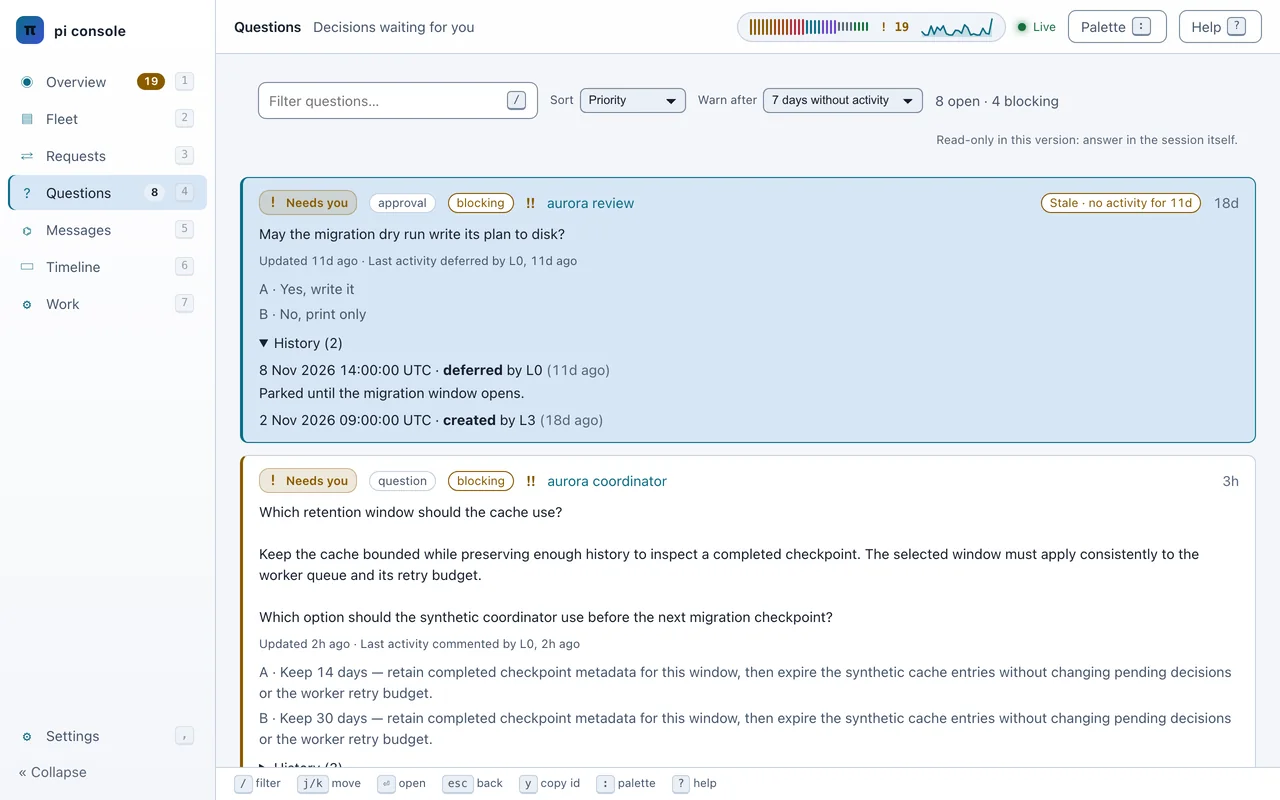 π pi console
Overview 19 1
Fleet 2
Requests 3
? Questions 8 4
Messages 5
Timeline 6
Work 7
Settings ,
« Collapse
Questions Decisions waiting for you
! 19
Live
Palette :
Help ?
Filter questions... /
Sort Priority
Warn after 7 days without activity
8 open · 4 blocking
Read-only in this version: answer in the session itself.
! Needs you approval blocking !! aurora review Stale · no activity for 11d 18d
May the migration dry run write its plan to disk?
Updated 11d ago · Last activity deferred by L0, 11d ago
A · Yes, write it
B · No, print only
▼ History (2)
8 Nov 2026 14:00:00 UTC · deferred by L0 (11d ago)
Parked until the migration window opens.
2 Nov 2026 09:00:00 UTC · created by L3 (18d ago)
! Needs you question blocking !! aurora coordinator 3h
Which retention window should the cache use?
Keep the cache bounded while preserving enough history to inspect a completed checkpoint. The selected window must apply consistently to the
worker queue and its retry budget.
Which option should the synthetic coordinator use before the next migration checkpoint?
Updated 2h ago · Last activity commented by L0, 2h ago
A · Keep 14 days — retain completed checkpoint metadata for this window, then expire the synthetic cache entries without changing pending decisions
or the worker retry budget.
B · Keep 30 days — retain completed checkpoint metadata for this window, then expire the synthetic cache entries without changing pending decisions
or the worker retry budget.
/ filter j/k move ⏎ open esc back y copy id : palette ? help